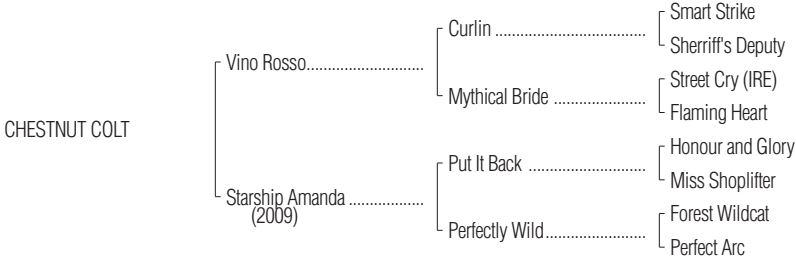 Smart Strike
Curlin ....................................
Sherriff's Deputy
Vino Rosso...........................
Street Cry (IRE)
Mythical Bride ......................
Flaming Heart
CHESTNUT COLT
Honour and Glory
Put It Back ............................
Miss Shoplifter
Starship Amanda ..................
(2009)
Forest Wildcat
Perfectly Wild........................
Perfect Arc